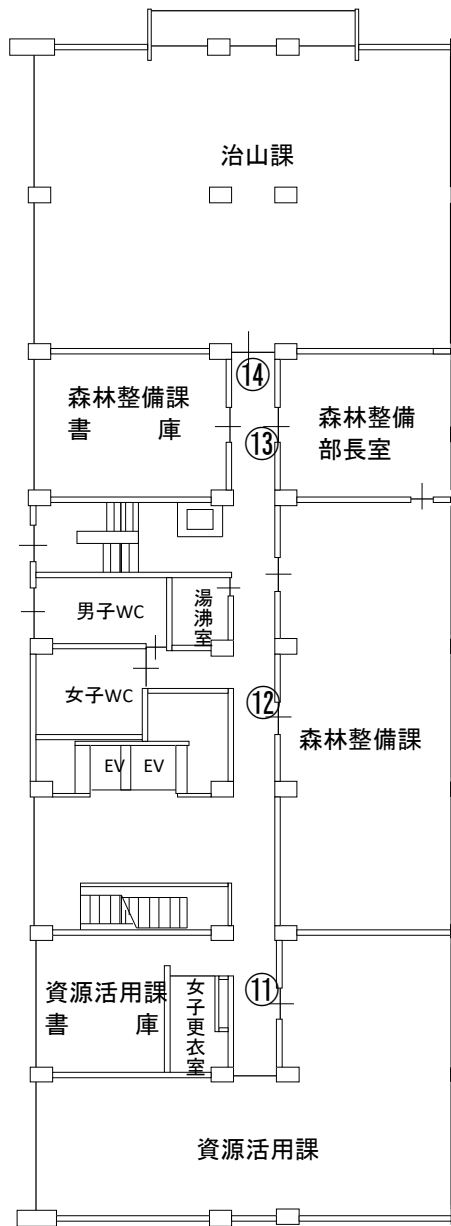 治山課
⑭
森林整備課
書　　庫
⑬
森林整備
部長室
男子WC
湯沸室
女子WC
⑫
森林整備課
EV
EV
資源活用課
書　　庫
女子更衣室
⑪
資源活用課